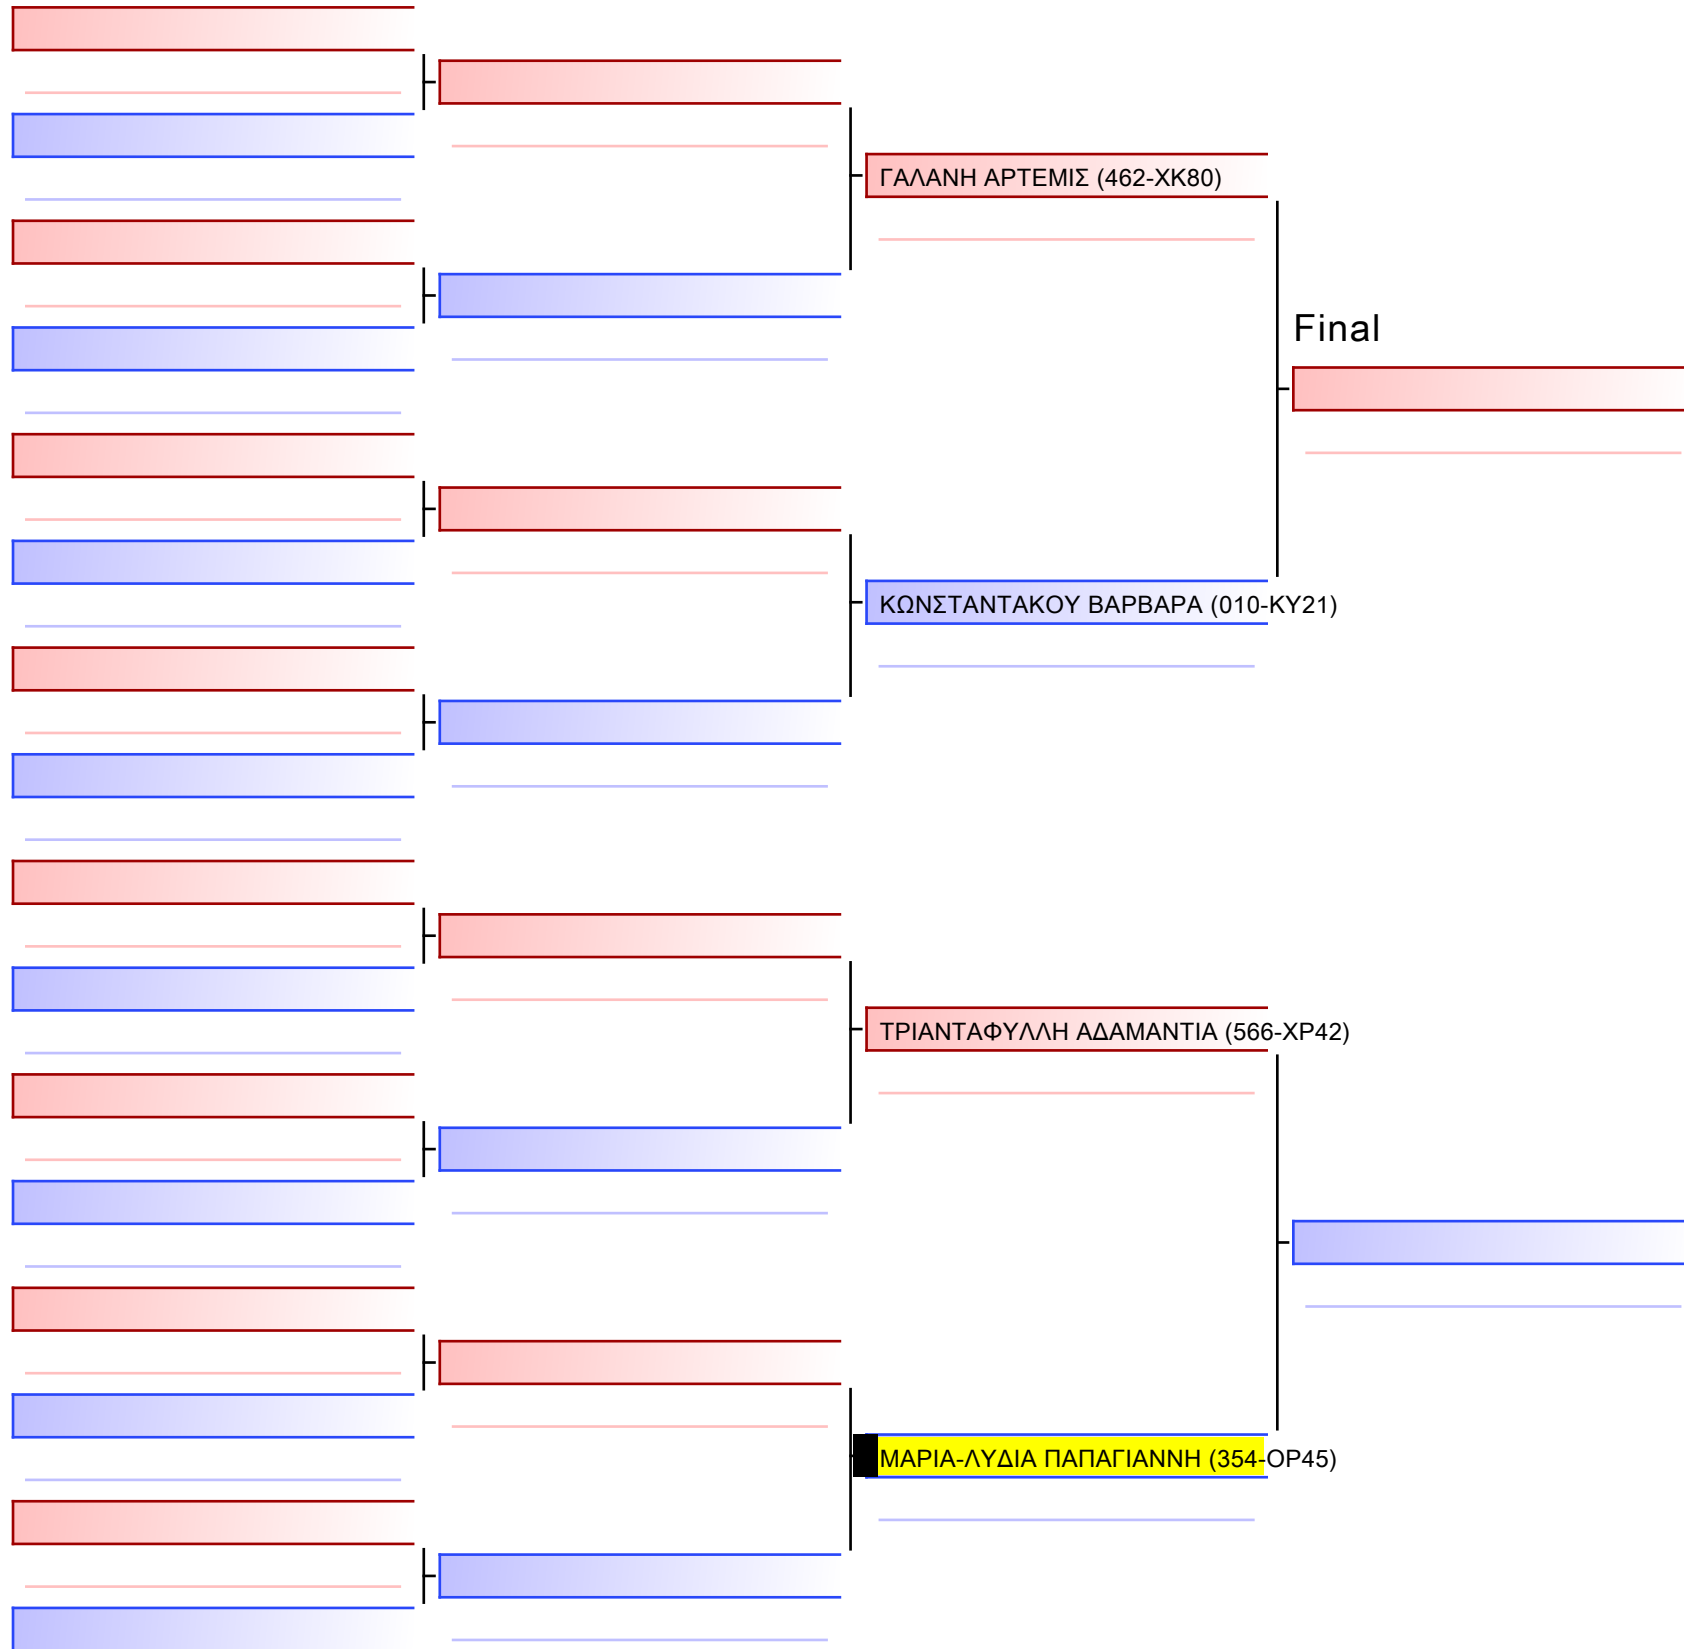 ΓΑΛΑΝΗ ΑΡΤΕΜΙΣ (462-ΧΚ80)
Final
ΚΩΝΣΤΑΝΤΑΚΟΥ ΒΑΡΒΑΡΑ (010-ΚΥ21)
ΤΡΙΑΝΤΑΦΥΛΛΗ ΑΔΑΜΑΝΤΙΑ (566-ΧΡ42)
ΜΑΡΙΑ-ΛΥΔΙΑ ΠΑΠΑΓΙΑΝΝΗ (354-ΟΡ45)